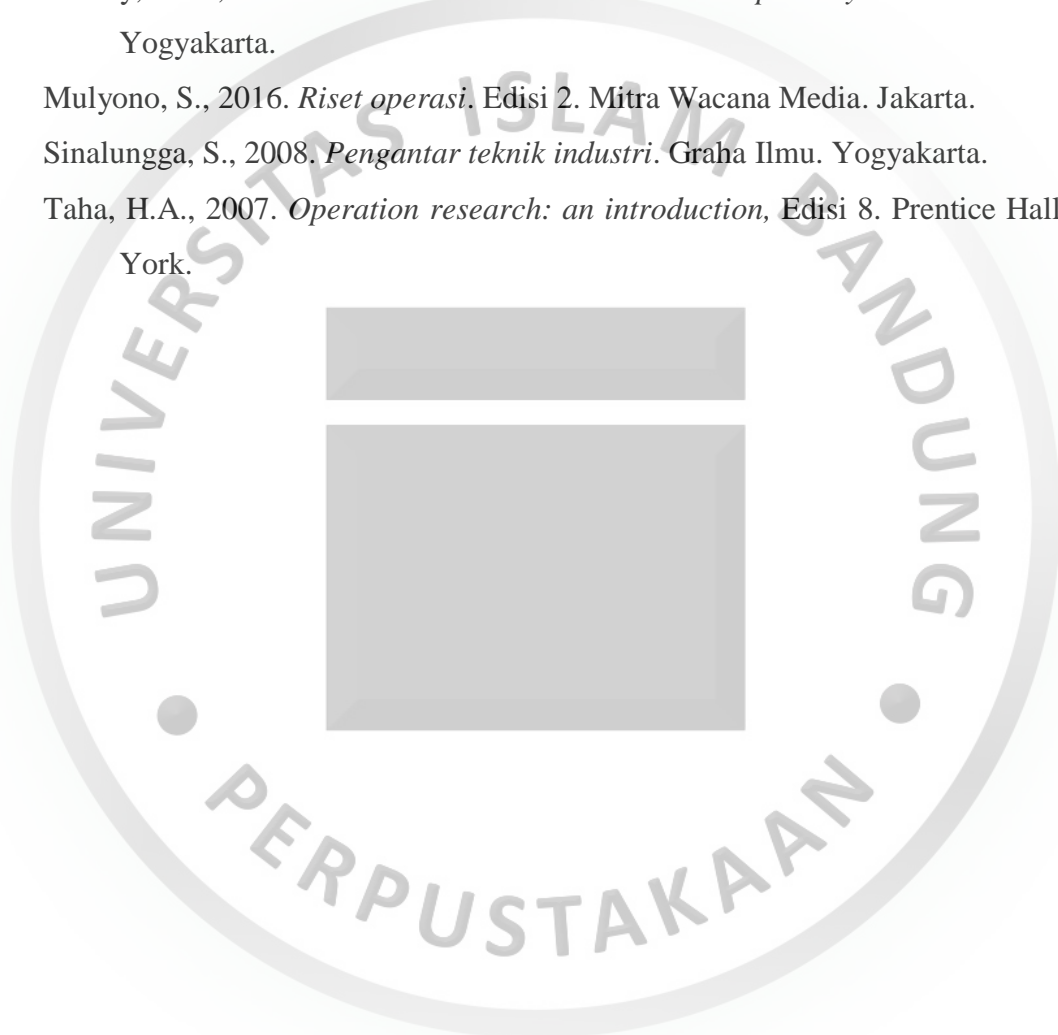 Yogyakarta.
Mulyono, S., 2016. Riset operasi. Edisi 2. Mitra Wacana Media. Jakarta.
Sinalungga, S., 2008. Pengantar teknik industri. Graha Ilmu. Yogyakarta.
Taha, H.A., 2007. Operation research: an introduction, Edisi 8. Prentice Hall
York.
UNIVERSITAS ISLAM BANDUNG
PERPUSTAKAAN